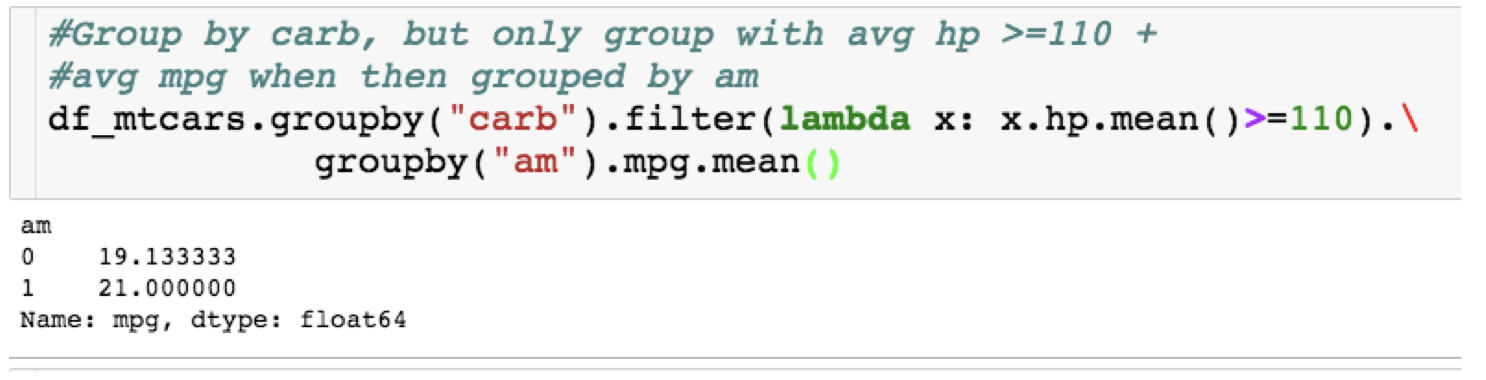 #Group by carb, but only group with avg hp >=110 +
#avg mpg when then grouped by am
df_mtcars.groupby("carb").filter(lambda x: x.hp.mean()>=110).\
groupby("am").mpg.mean()
am
0 19.133333
1 21.000000
Name: mpg, dtype: float64